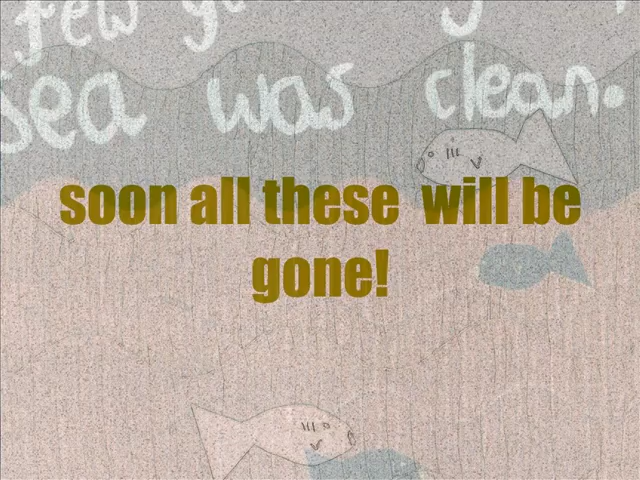 few
sea was clean.
soon all these will be
gone!